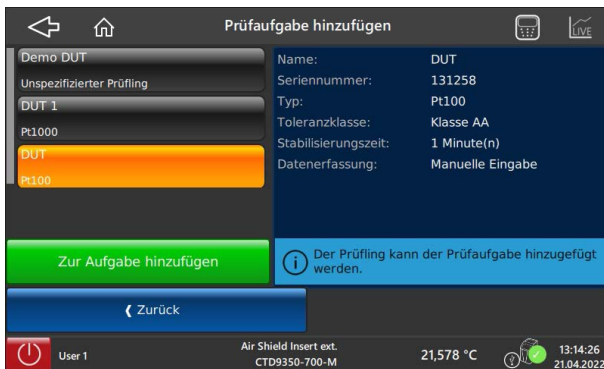 Prüfaufgabe hinzufügen
LIVE
Demo DUT
Unspezifizierter Prüfling
DUT 1
Pt1000
DUT
Pt100
Name: DUT
Seriennummer: 131258
Typ: Pt100
Toleranzklasse: Klasse AA
Stabilisierungszeit: 1 Minute(n)
Datenerfassung: Manuelle Eingabe
Zur Aufgabe hinzufügen
Der Prüfling kann der Prüfaufgabe hinzugefügt
werden.
❰ Zurück
User 1
Air Shield Insert ext.
CTD9350-700-M
21,578 °C
13:14:26
21.04.2022